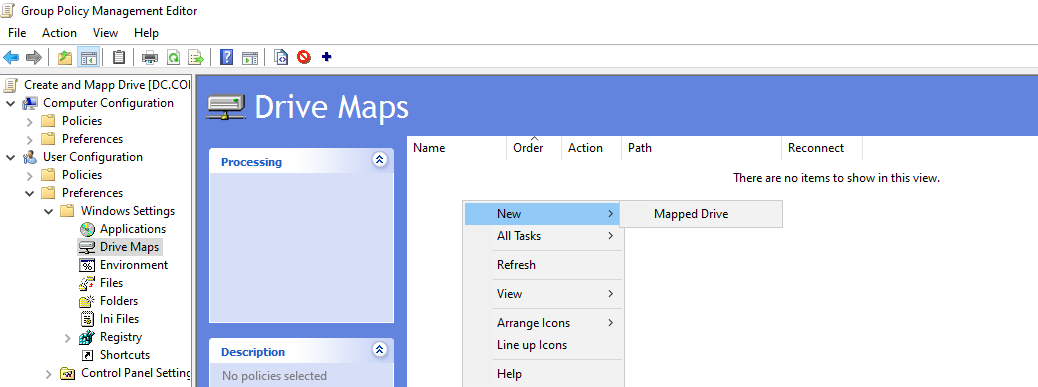 Group Policy Management Editor
File Action View Help
Create and Mapp Drive [DC.CO
Computer Configuration
Policies
Preferences
User Configuration
Policies
Preferences
Windows Settings
Applications
Drive Maps
Environment
Files
Folders
Ini Files
Registry
Shortcuts
Control Panel Setting
Drive Maps
Processing
Description
No policies selected
Name Order Action Path Reconnect
There are no items to show in this view.
New
All Tasks
Refresh
View
Arrange Icons
Line up Icons
Help
Mapped Drive